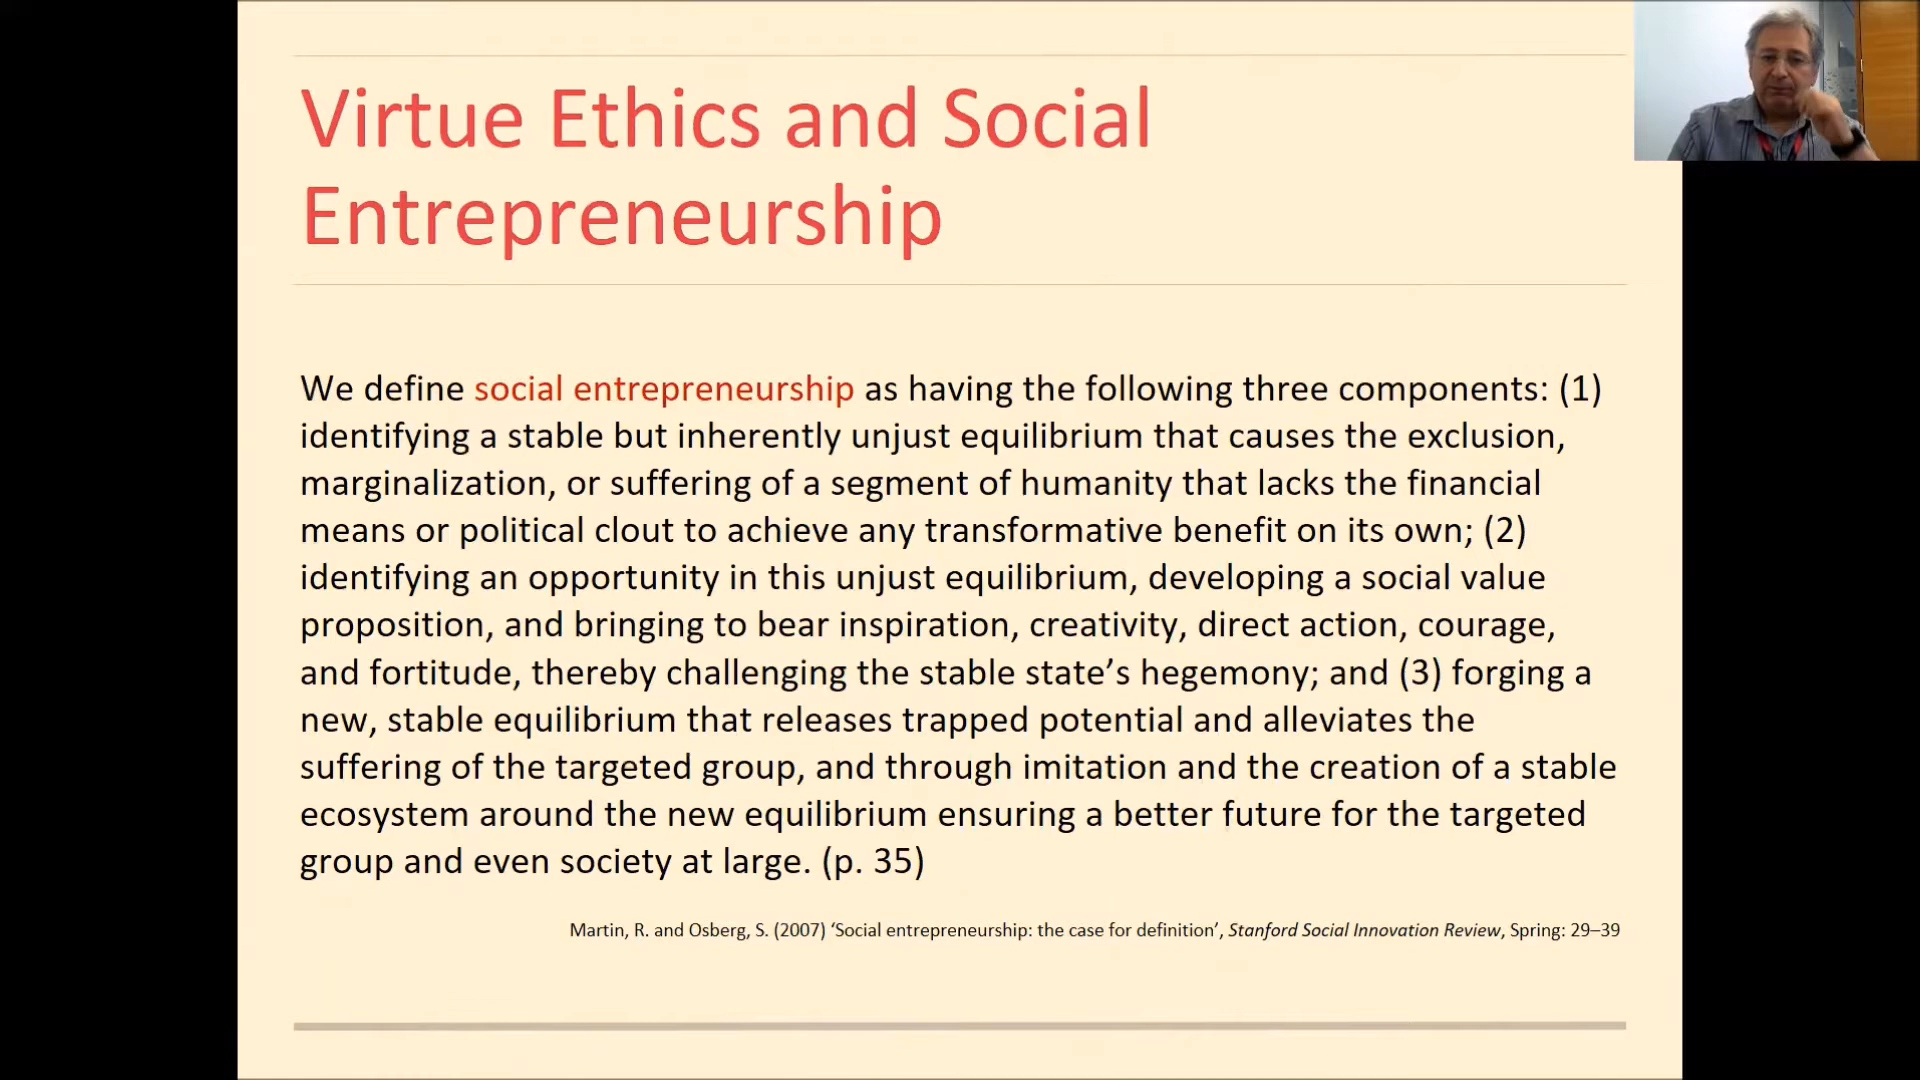 Virtue Ethics and Social
Entrepreneurship
We define social entrepreneurship as having the following three components: (1)
identifying a stable but inherently unjust equilibrium that causes the exclusion,
marginalization, or suffering of a segment of humanity that lacks the financial
means or political clout to achieve any transformative benefit on its own; (2)
identifying an opportunity in this unjust equilibrium, developing a social value
proposition, and bringing to bear inspiration, creativity, direct action, courage,
and fortitude, thereby challenging the stable state’s hegemony; and (3) forging a
new, stable equilibrium that releases trapped potential and alleviates the
suffering of the targeted group, and through imitation and the creation of a stable
ecosystem around the new equilibrium ensuring a better future for the targeted
group and even society at large. (p. 35)
Martin, R. and Osberg, S. (2007) ‘Social entrepreneurship: the case for definition’, Stanford Social Innovation Review, Spring: 29–39